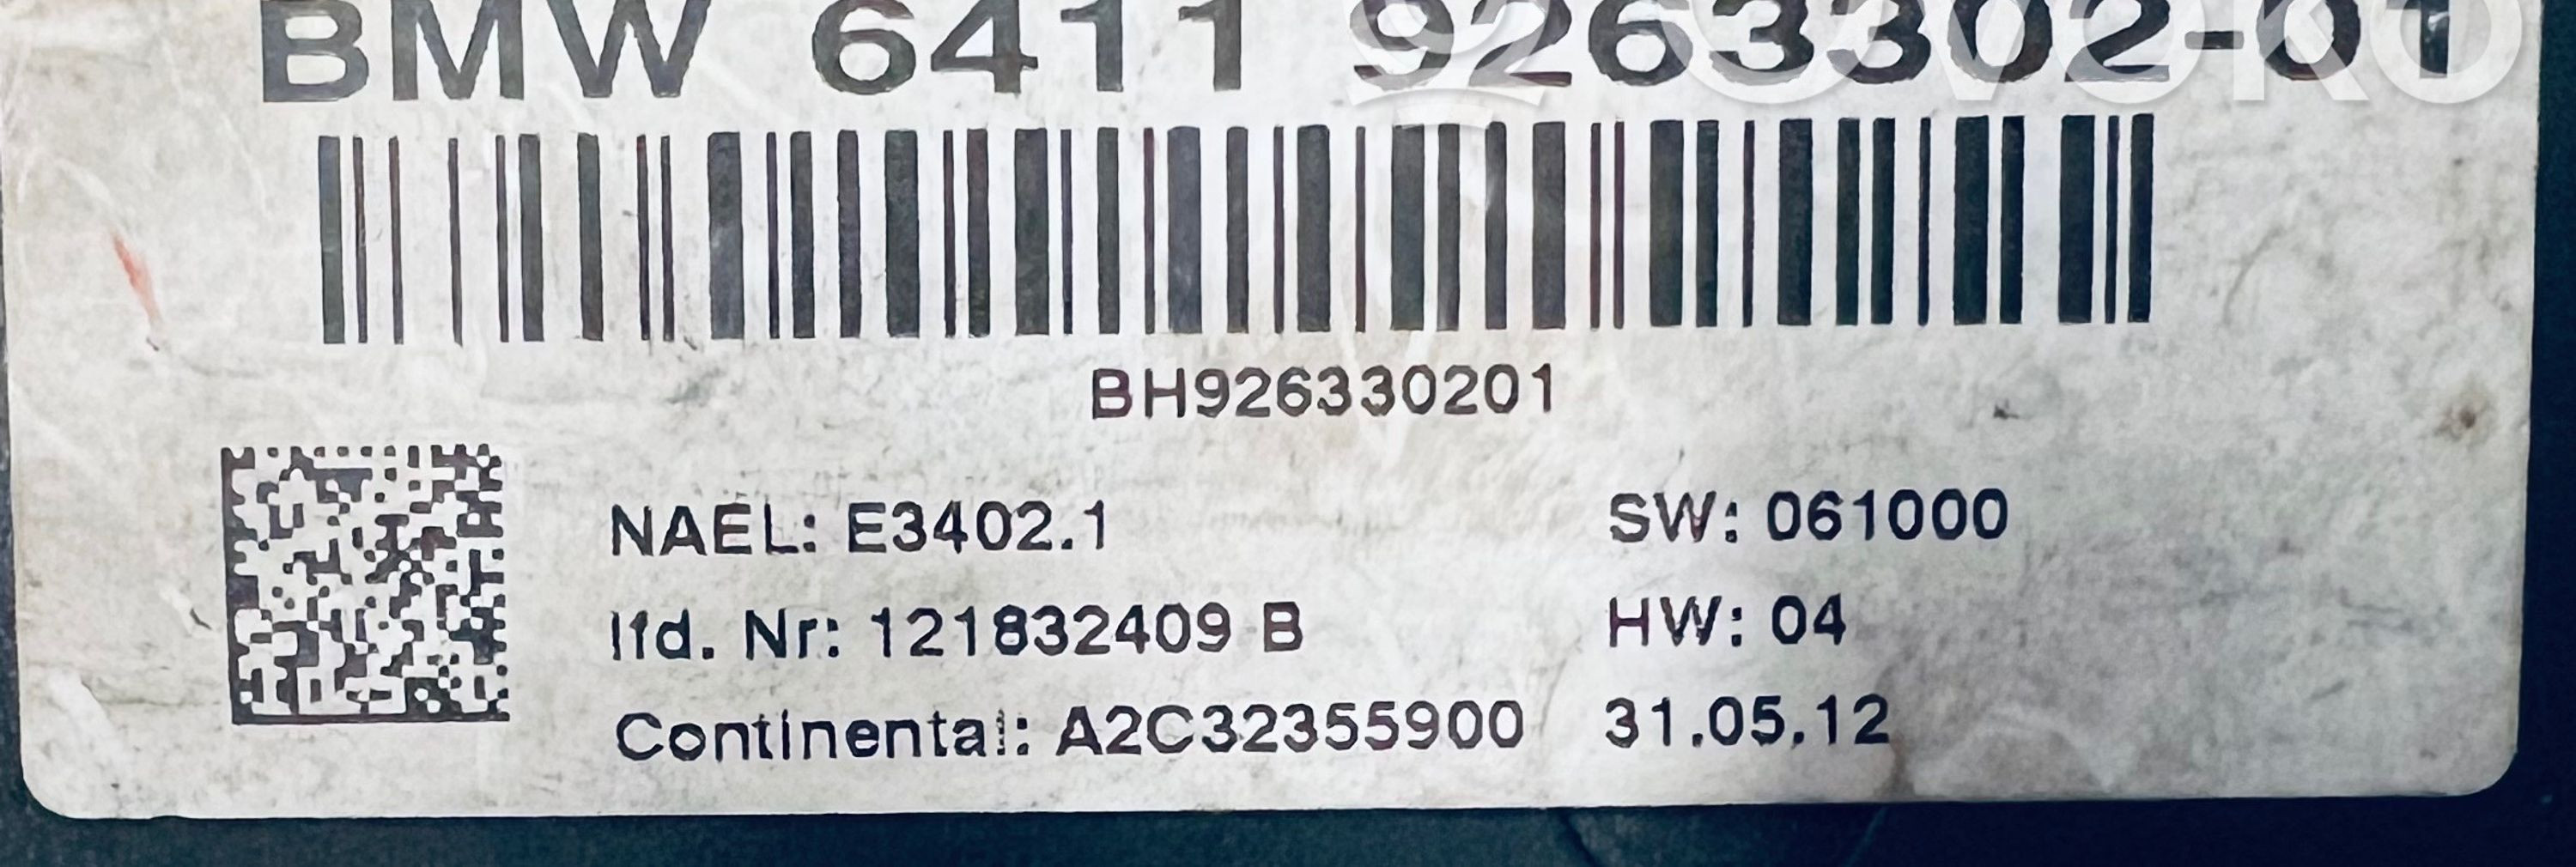 BMW 6411 9263302-01
BH926330201
NAEL: E3402.1
SW: 061000
lfd. Nr: 121832409 B
HW: 04
Continental: A2C32355900
31.05.12